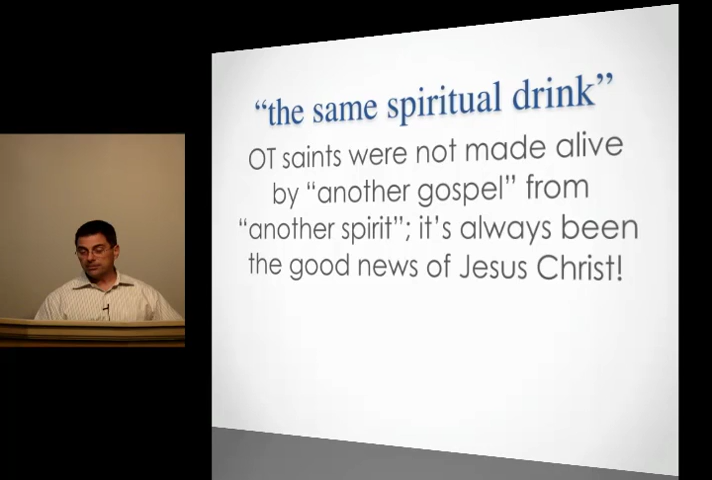 “the same spiritual drink”
OT saints were not made alive
by “another gospel” from
“another spirit”; it’s always been
the good news of Jesus Christ!